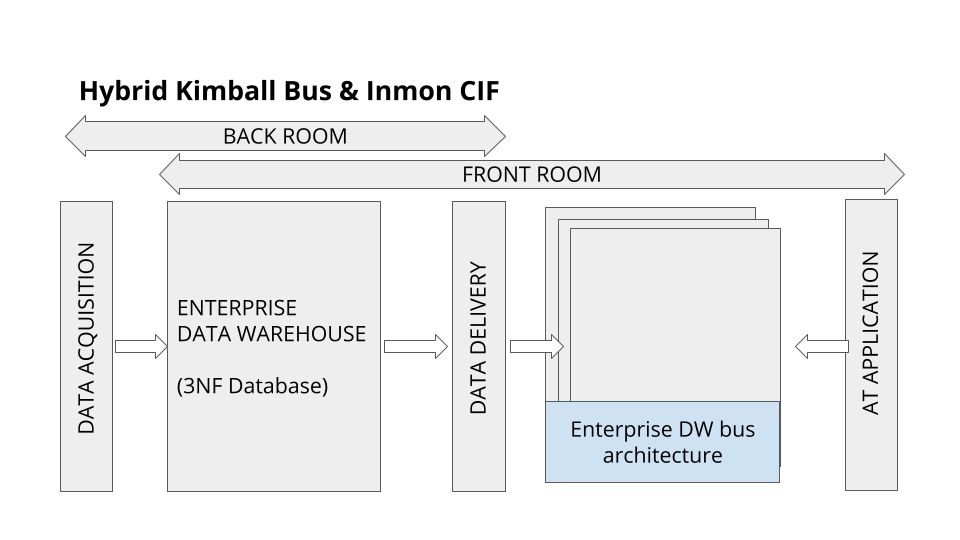 Hybrid Kimball Bus & Inmon CIF
BACK ROOM
FRONT ROOM
DATA ACQUISITION
ENTERPRISE
DATA WAREHOUSE
(3NF Database)
DATA DELIVERY
Enterprise DW bus
architecture
AT APPLICATION